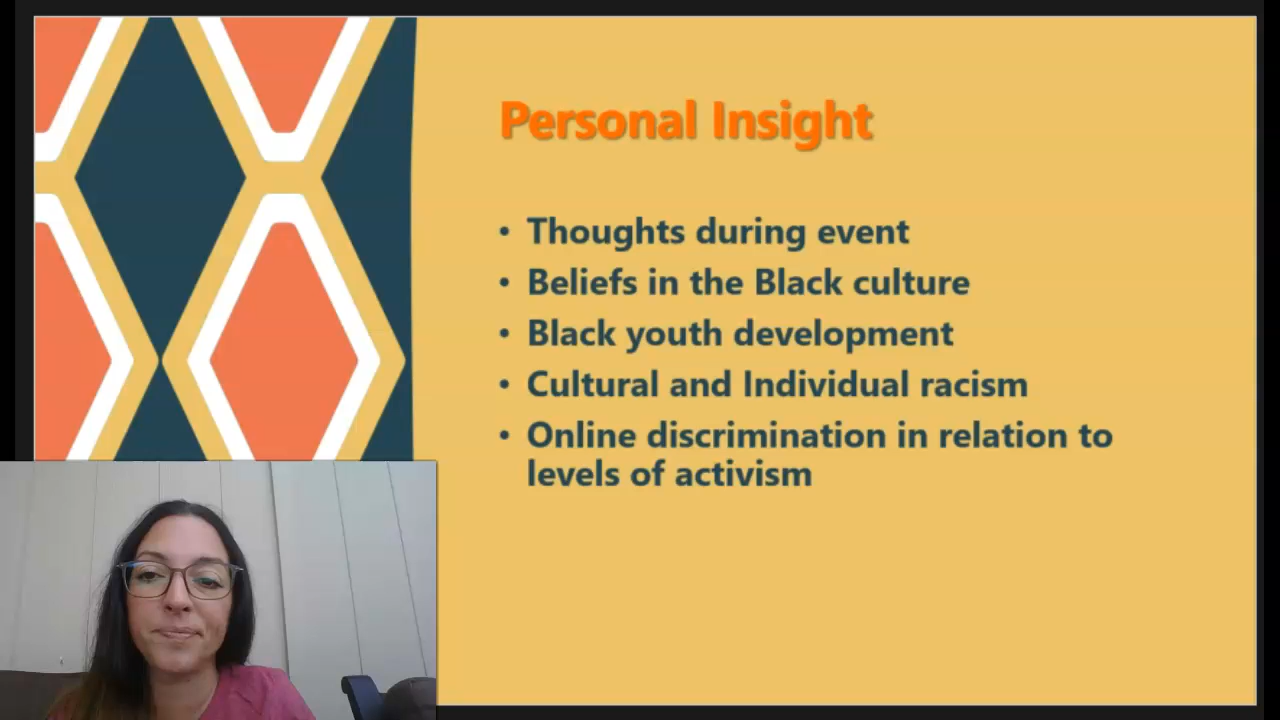 Personal Insight
• Thoughts during event
• Beliefs in the Black culture
• Black youth development
• Cultural and Individual racism
• Online discrimination in relation to
levels of activism